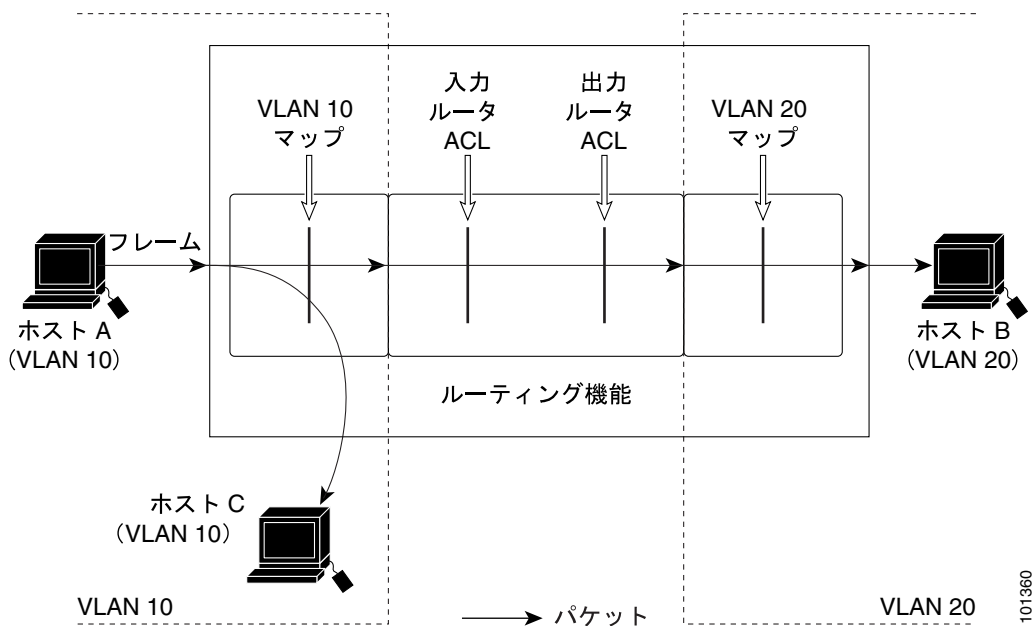 VLAN 10
マップ
入力
ルータ
ACL
出力
ルータ
ACL
VLAN 20
マップ
フレーム
ホスト A
（VLAN 10）
ホスト B
（VLAN 20）
ルーティング機能
ホスト C
（VLAN 10）
VLAN 10
パケット
VLAN 20
101360